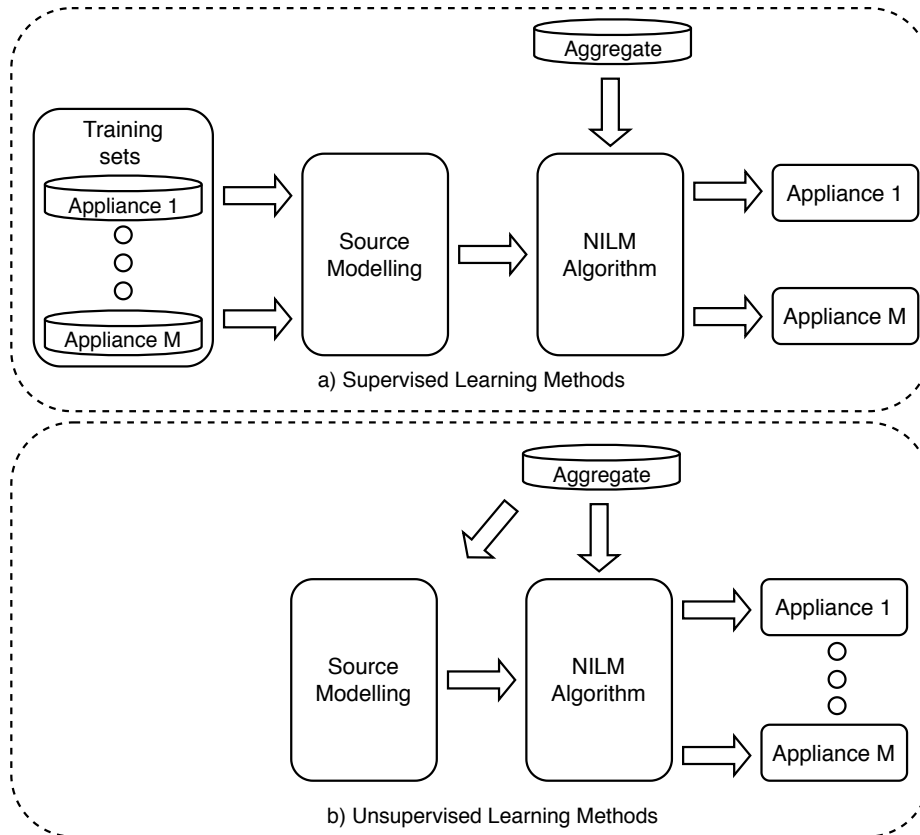 Aggregate
Training
sets
Appliance 1
Appliance M
Source
Modelling
NILM
Algorithm
Appliance 1
Appliance M
a) Supervised Learning Methods
Aggregate
Source
Modelling
NILM
Algorithm
Appliance 1
Appliance M
b) Unsupervised Learning Methods